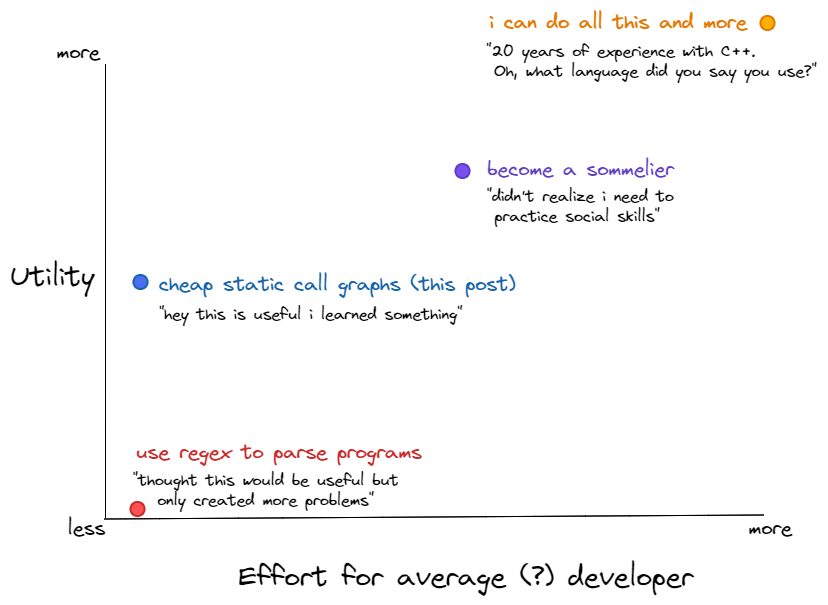 i can do all this and more
"20 years of experience with C++.
Oh, what language did you say you use?"
more
become a sommelier
"didn't realize i need to
practice social skills"
Utility
cheap static call graphs (this post)
"hey this is useful i learned something"
use regex to parse programs
"thought this would be useful but
only created more problems"
less
more
Effort for average (?) developer